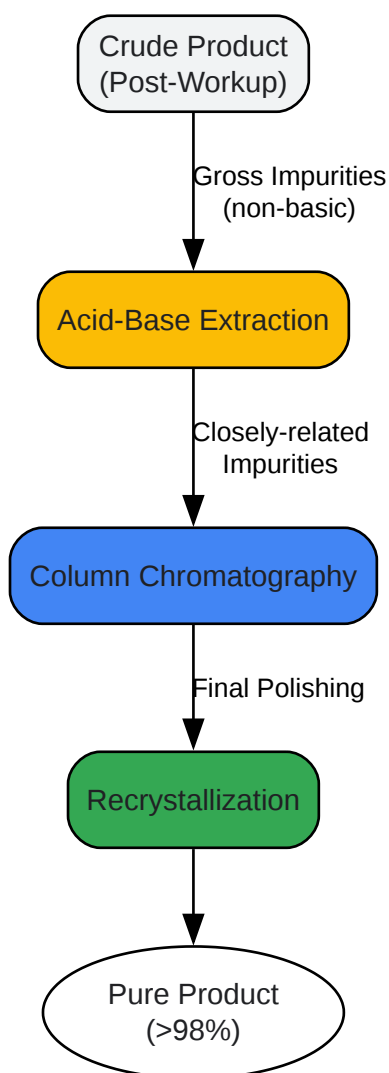 Crude Product
(Post-Workup)
Gross Impurities
(non-basic)
Acid-Base Extraction
Closely-related
Impurities
Column Chromatography
Final Polishing
Recrystallization
Pure Product
(>98%)